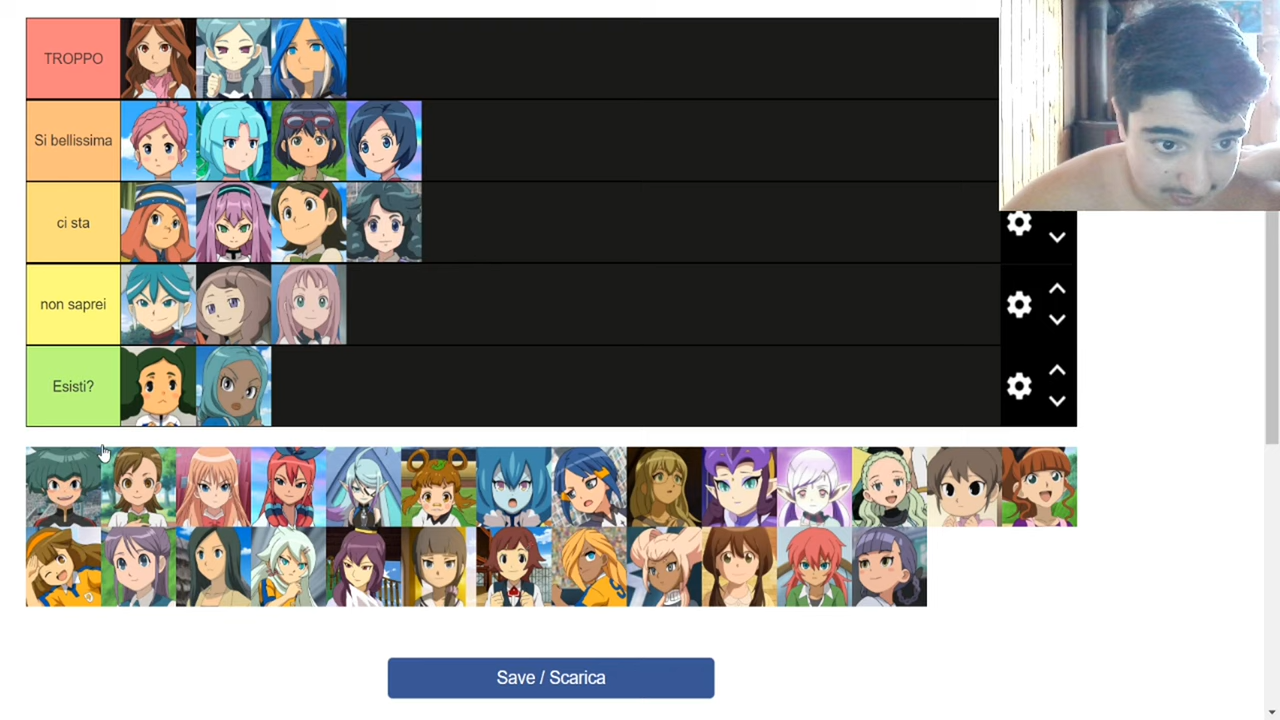 TROPPO
Si bellissima
ci sta
non saprei
Esisti?
Save / Scarica